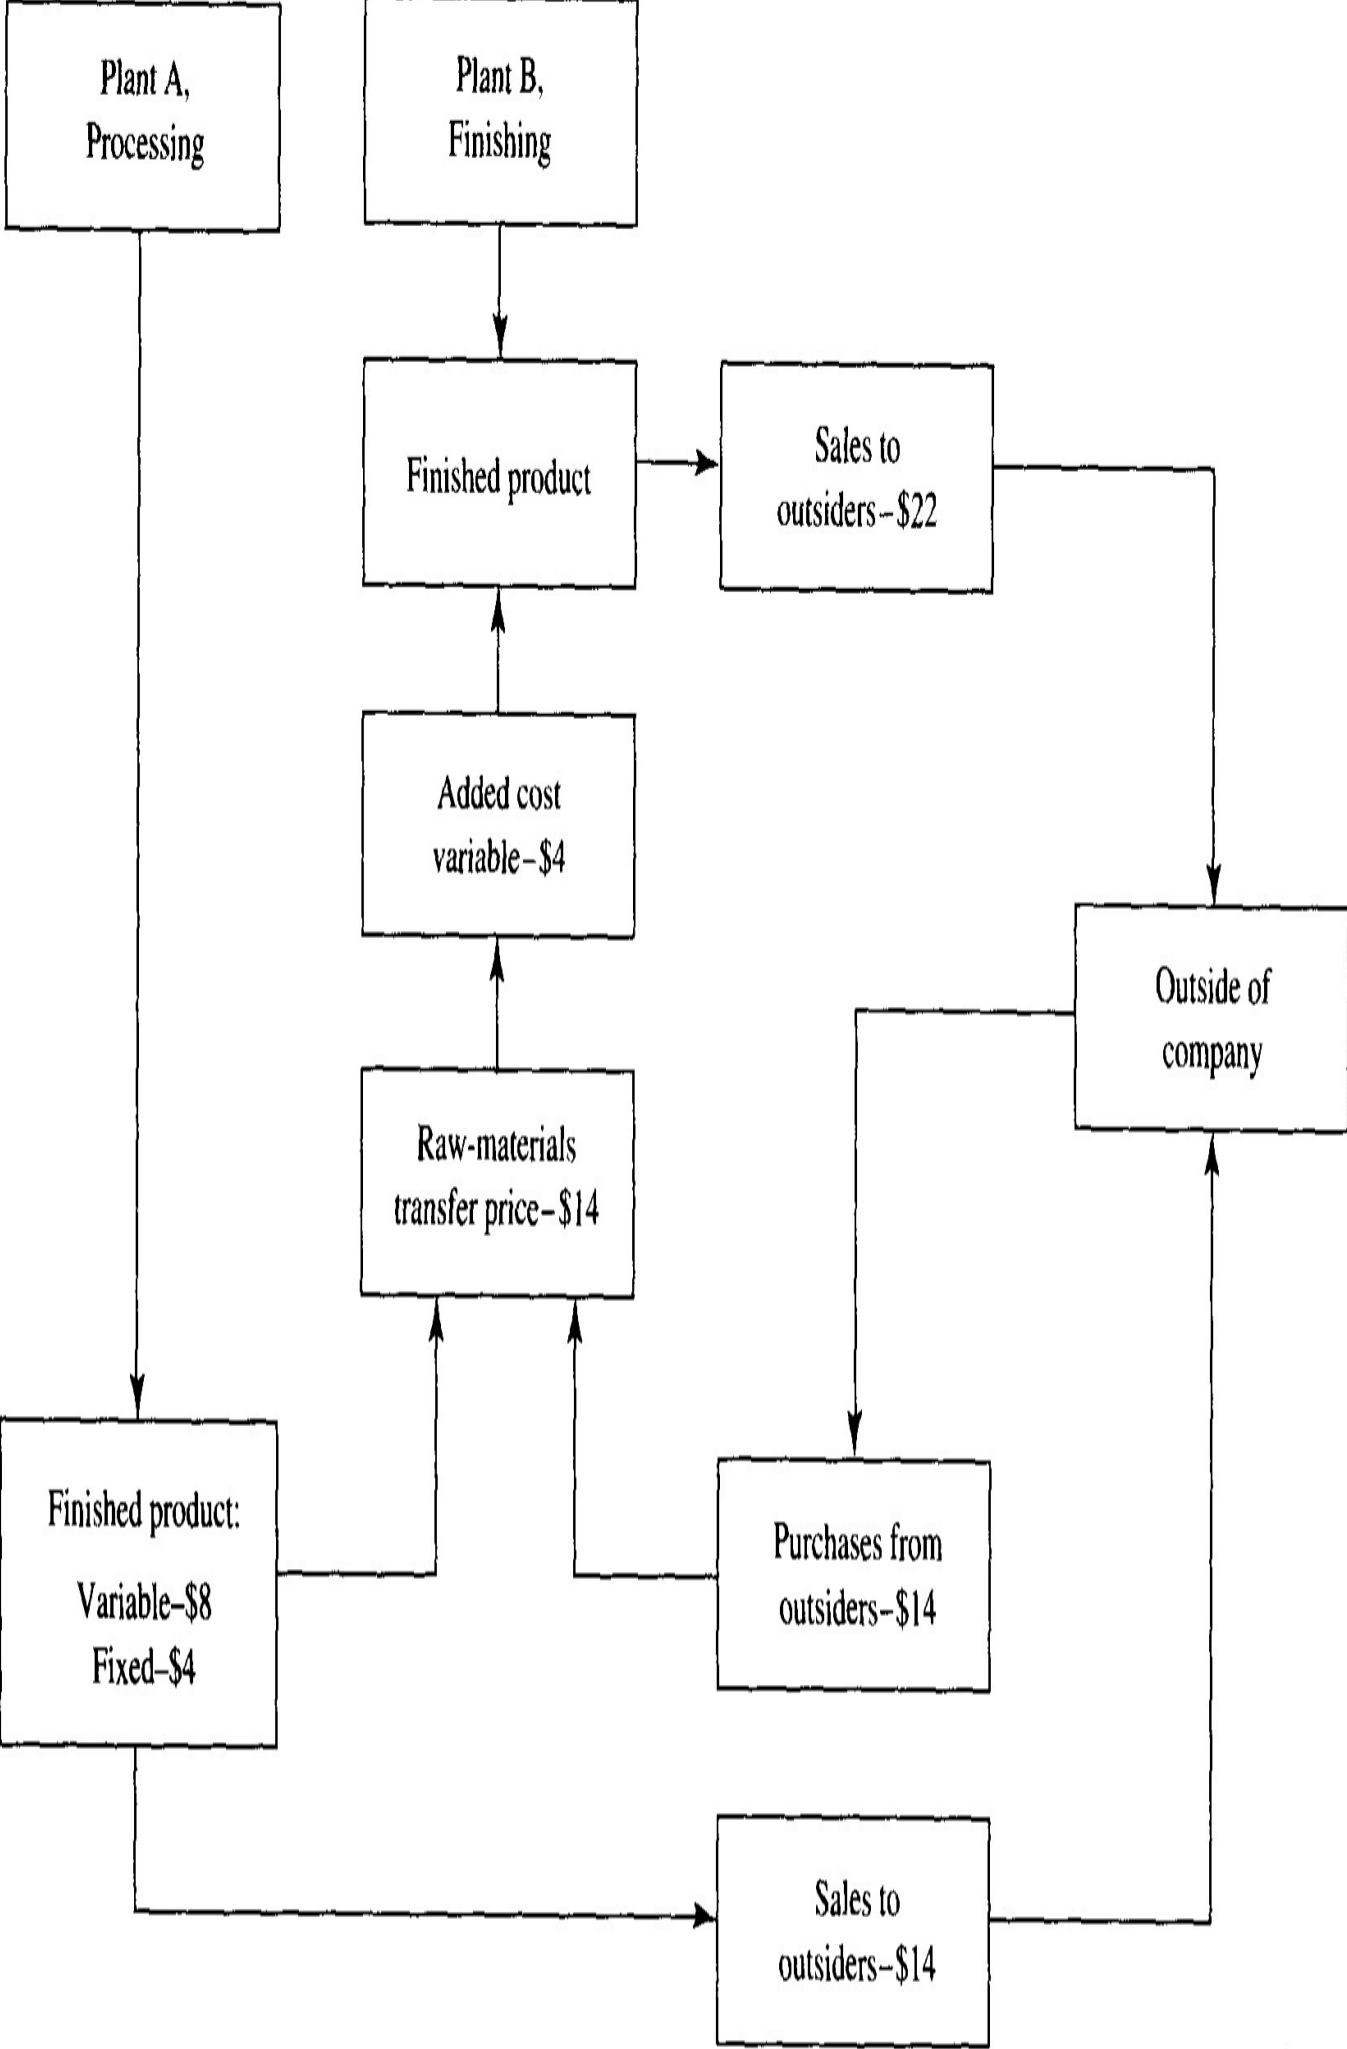 Plant A,
Processing
Plant B,
Finishing
Finished product
Sales to
outsiders–$22
Added cost
variable–$4
Outside of
company
Raw-materials
transfer price–$14
Finished product:
Variable–$8
Fixed–$4
Purchases from
outsiders–$14
Sales to
outsiders–$14